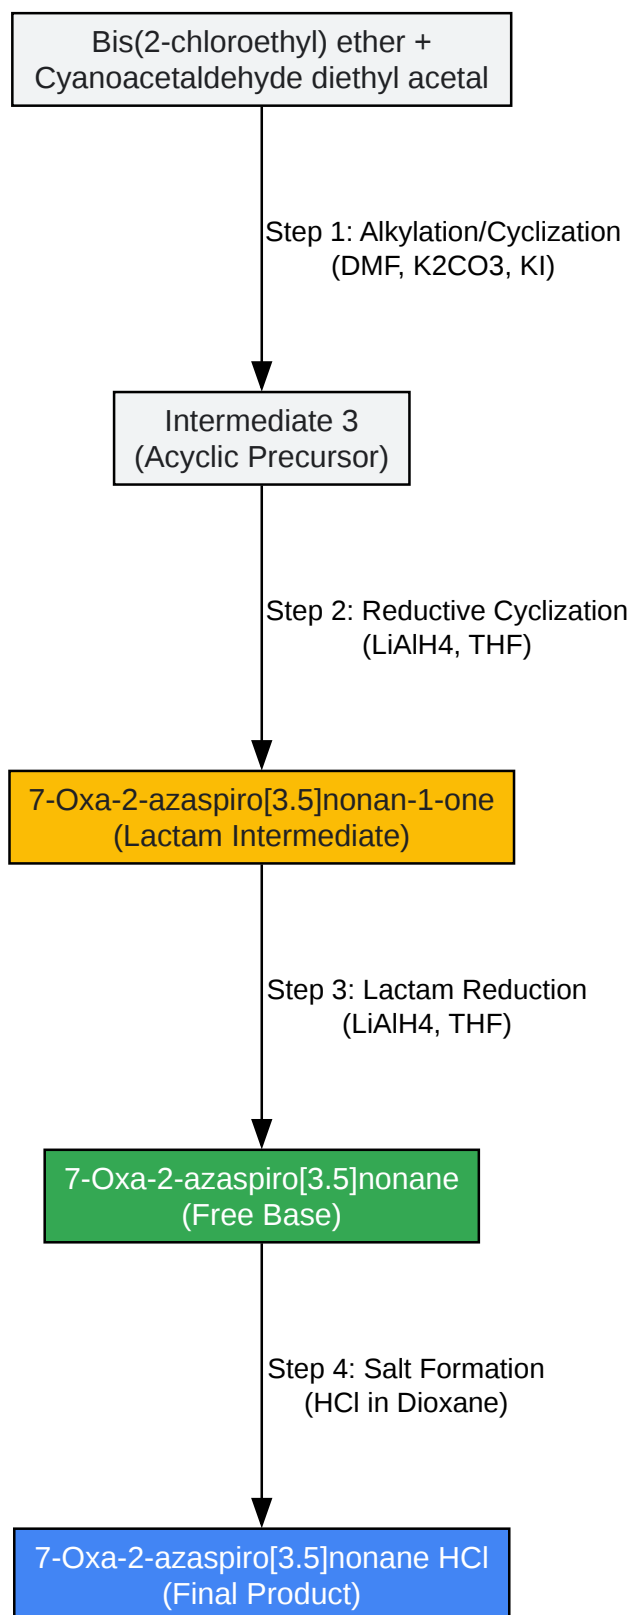 Bis(2-chloroethyl) ether +
Cyanoacetaldehyde diethyl acetal
Step 1: Alkylation/Cyclization
(DMF, K2CO3, KI)
Intermediate 3
(Acyclic Precursor)
Step 2: Reductive Cyclization
(LiAlH4, THF)
7-Oxa-2-azaspiro[3.5]nonan-1-one
(Lactam Intermediate)
Step 3: Lactam Reduction
(LiAlH4, THF)
7-Oxa-2-azaspiro[3.5]nonane
(Free Base)
Step 4: Salt Formation
(HCl in Dioxane)
7-Oxa-2-azaspiro[3.5]nonane HCl
(Final Product)